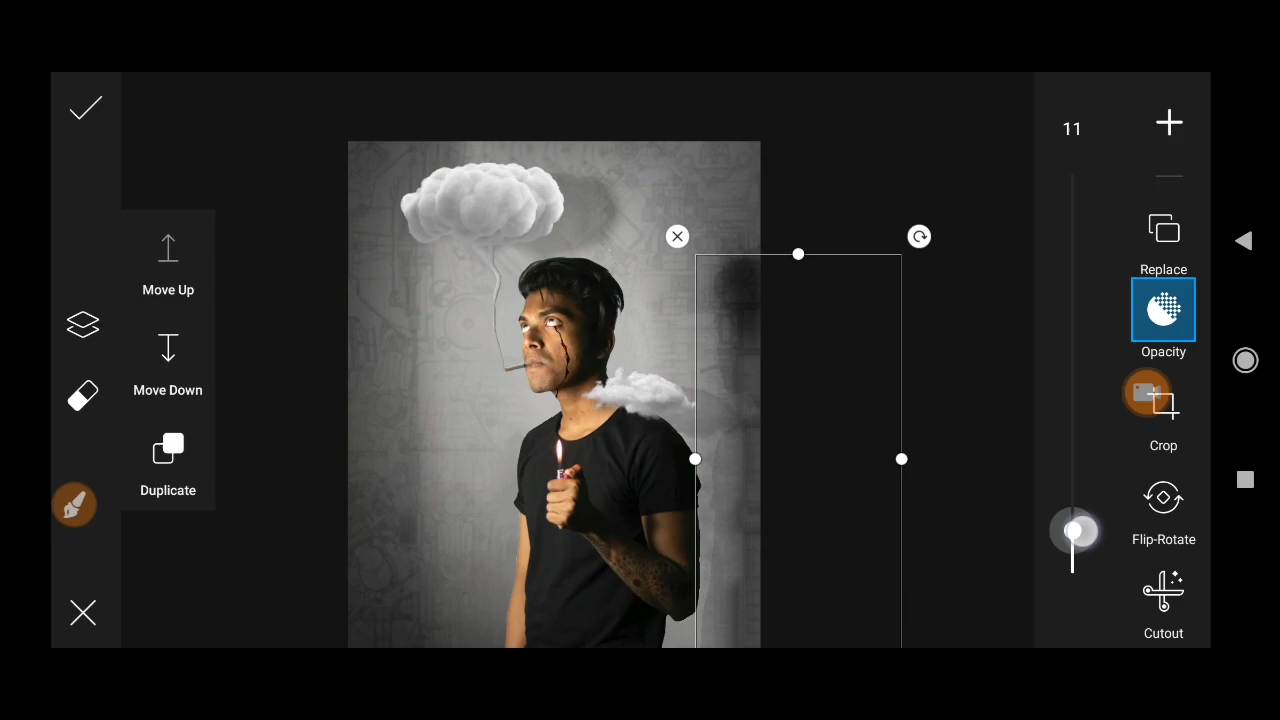 11
Move Up
Move Down
Duplicate
Replace
Opacity
Crop
Flip-Rotate
Cutout